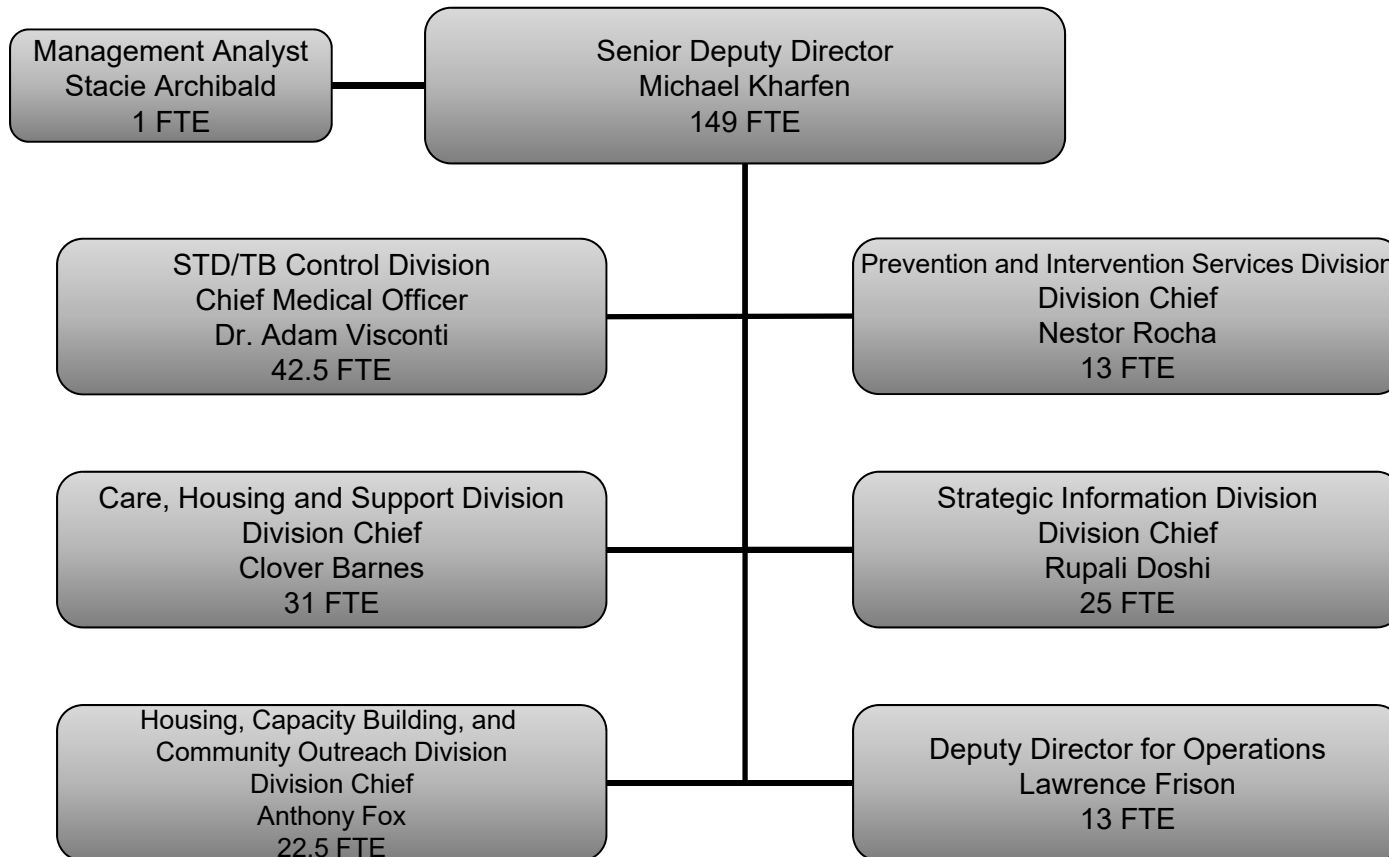 Management Analyst
Stacie Archibald
1 FTE
Senior Deputy Director
Michael Kharfen
149 FTE
STD/TB Control Division
Chief Medical Officer
Dr. Adam Visconti
42.5 FTE
Prevention and Intervention Services Division
Division Chief
Nestor Rocha
13 FTE
Care, Housing and Support Division
Division Chief
Clover Barnes
31 FTE
Strategic Information Division
Division Chief
Rupali Doshi
25 FTE
Housing, Capacity Building, and
Community Outreach Division
Division Chief
Anthony Fox
22.5 FTE
Deputy Director for Operations
Lawrence Frison
13 FTE